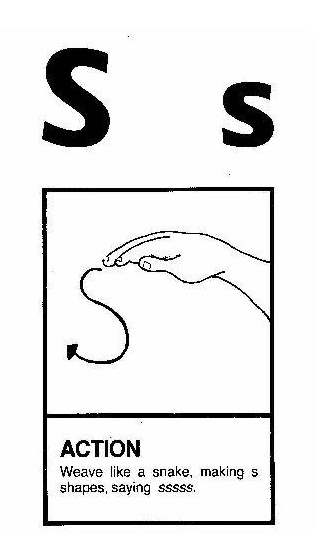 S s
ACTION
Weave like a snake, making s
shapes, saying sssss.